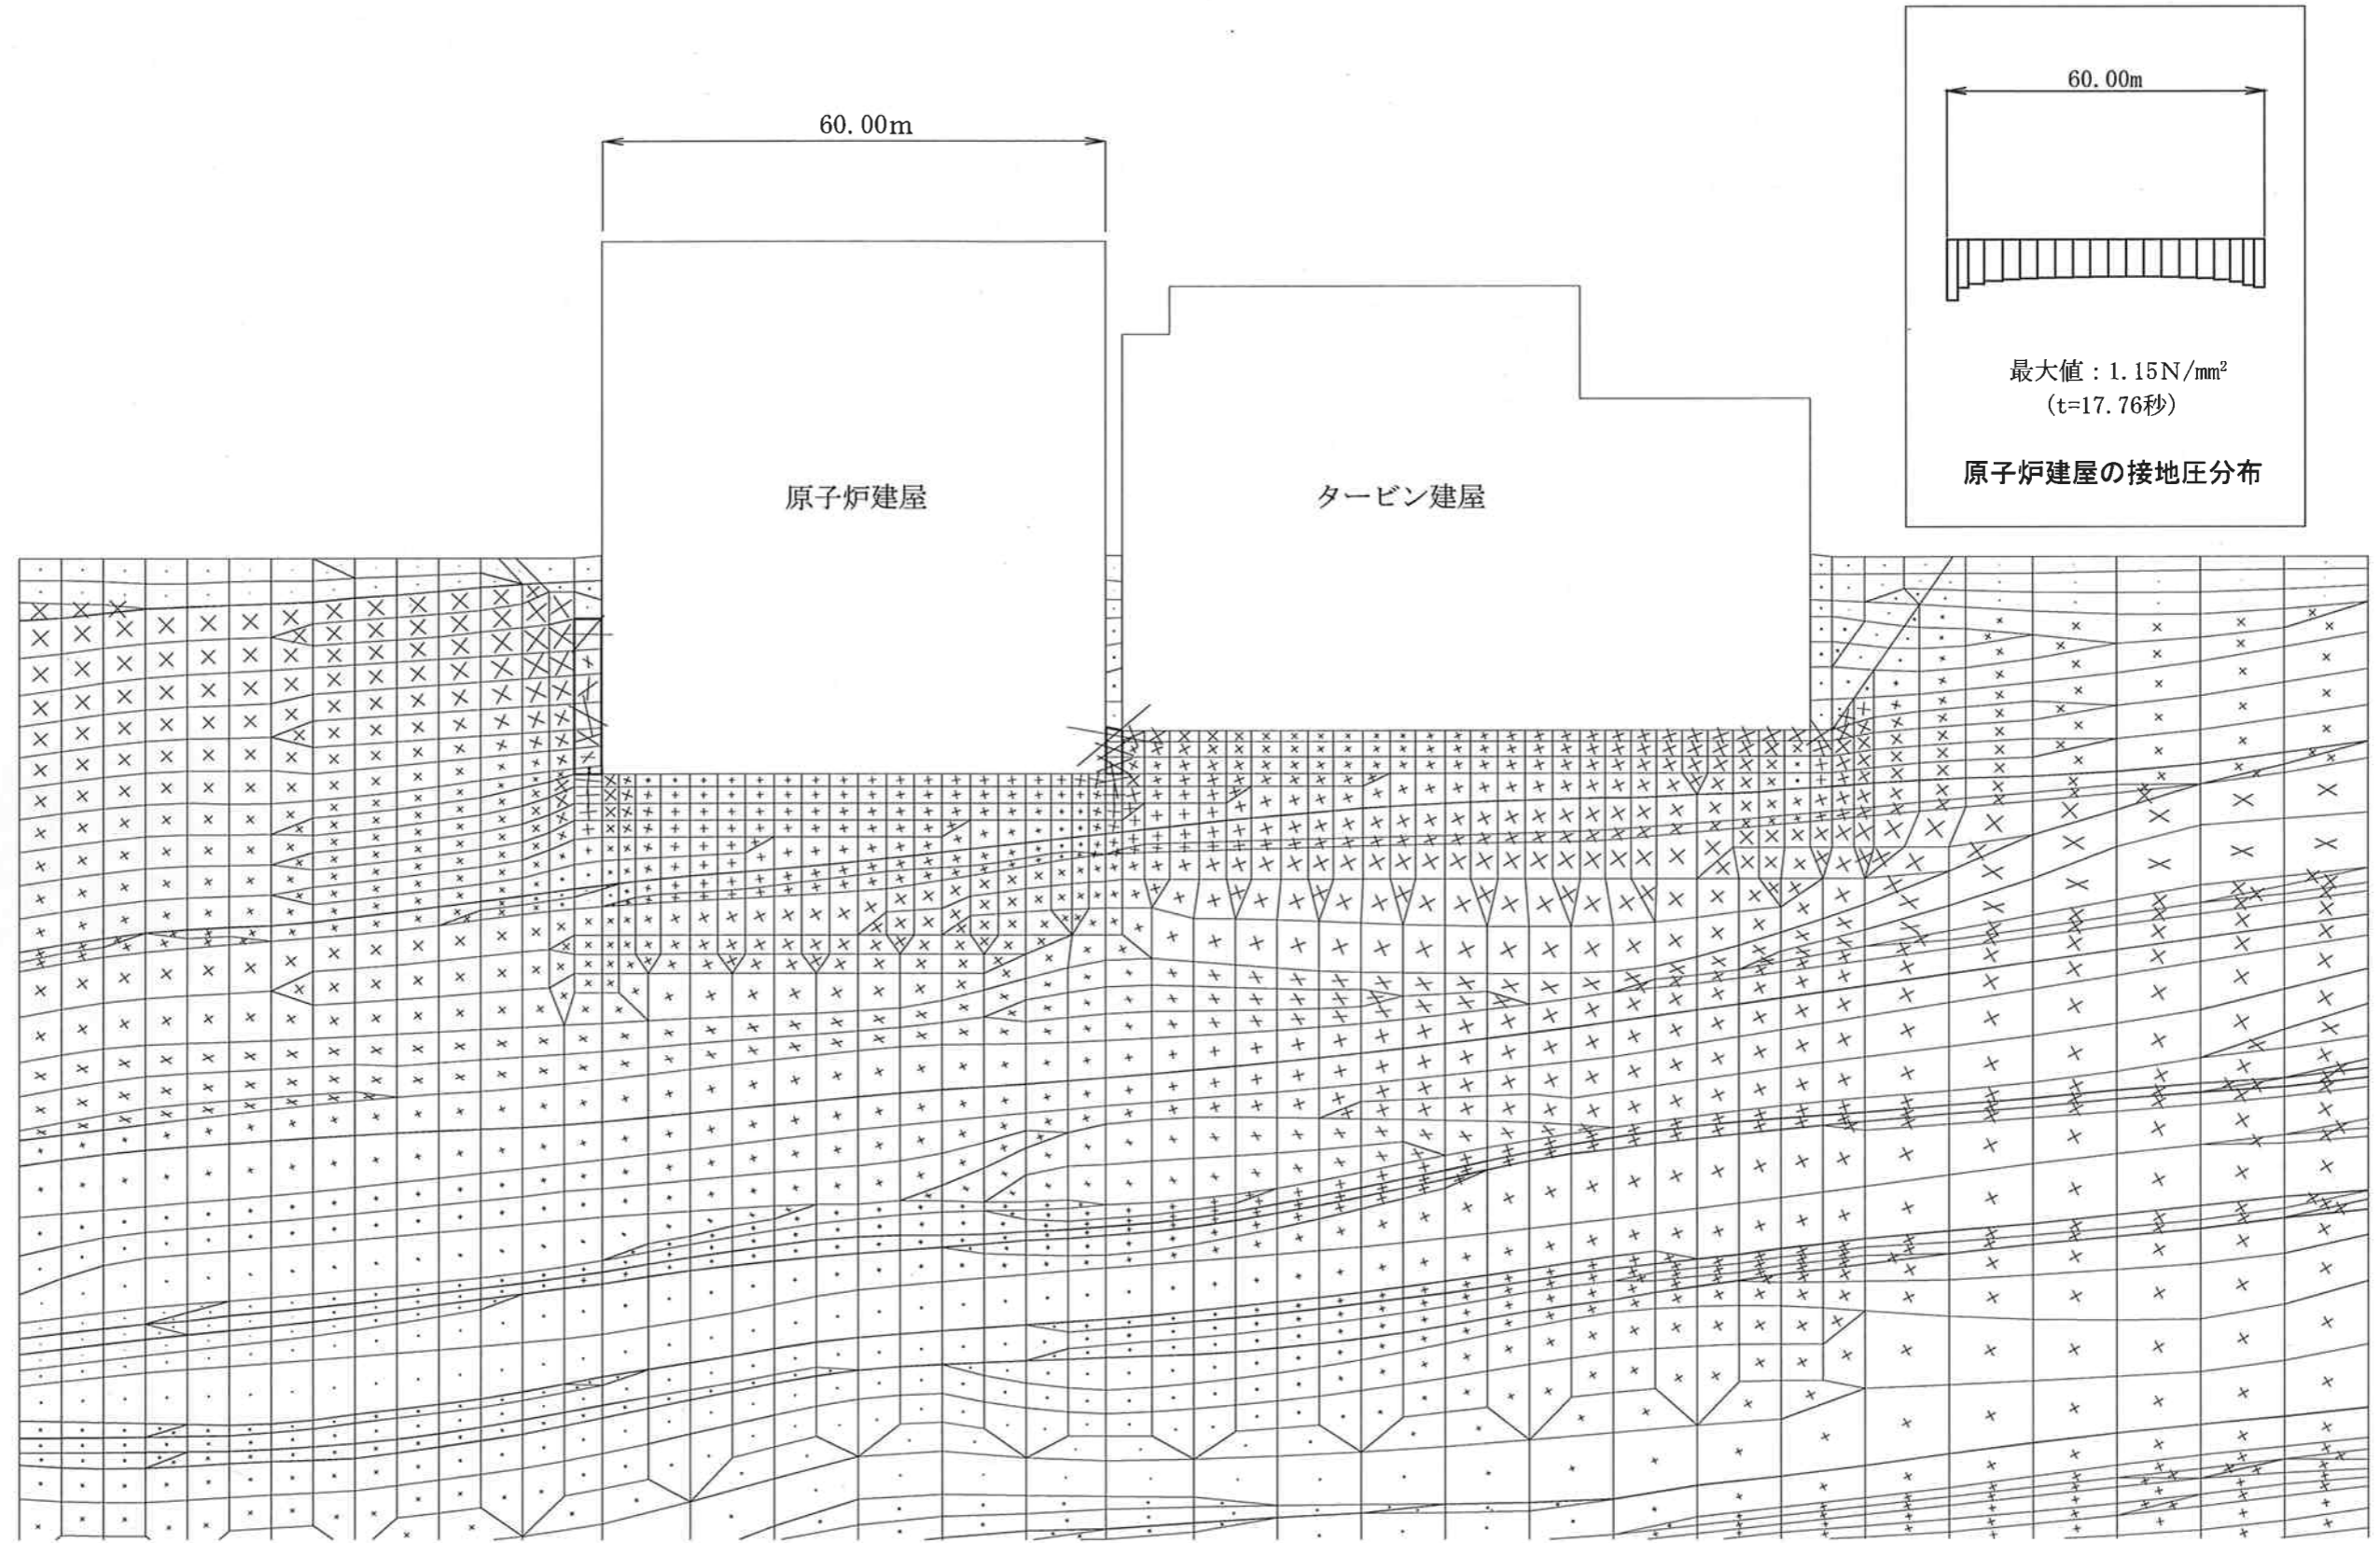 60.00m
原子炉建屋
タービン建屋
60.00m
最大値：1.15N/mm²
（t=17.76秒）
原子炉建屋の接地圧分布